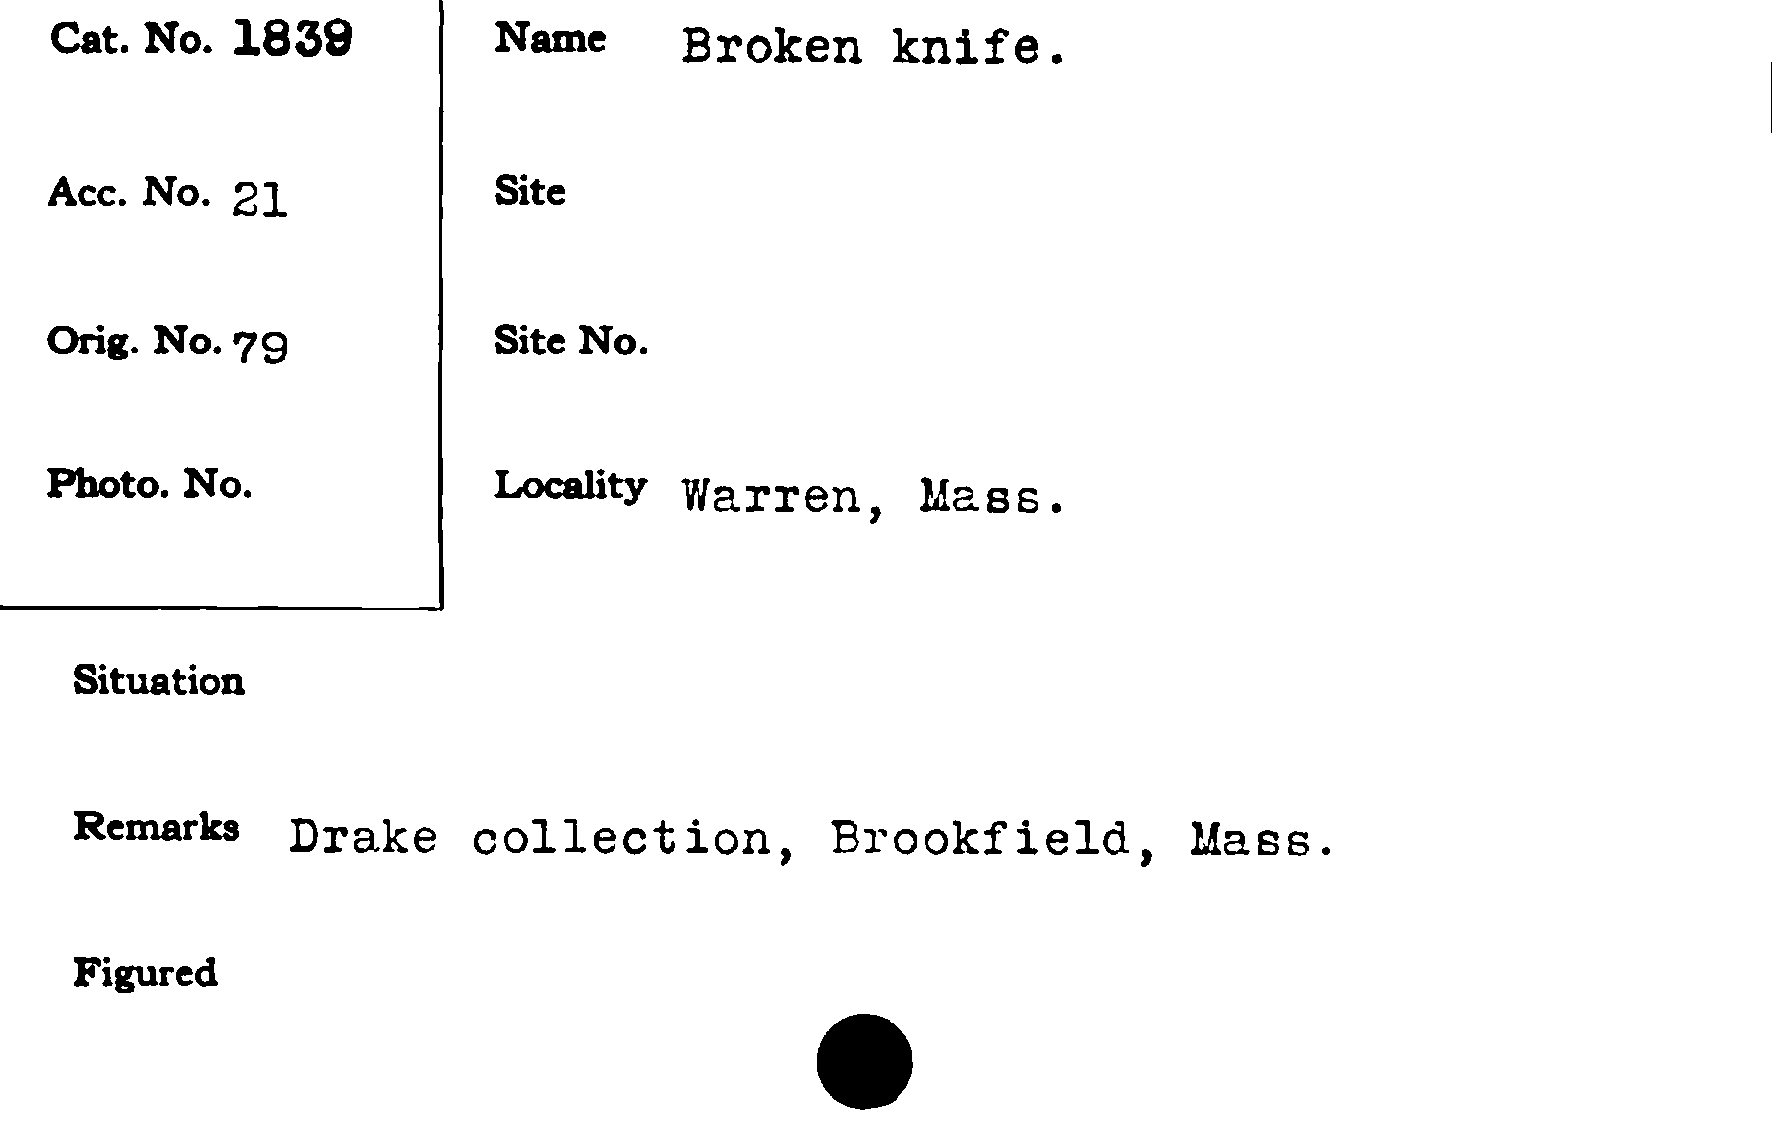 Cat. No. 1839
Name Broken knife.
Acc. No. 21
Site
Orig. No. 79
Site No.
Photo. No.
Locality Warren, Mass.
Situation
Remarks Drake collection, Brookfield, Mass.
Figured